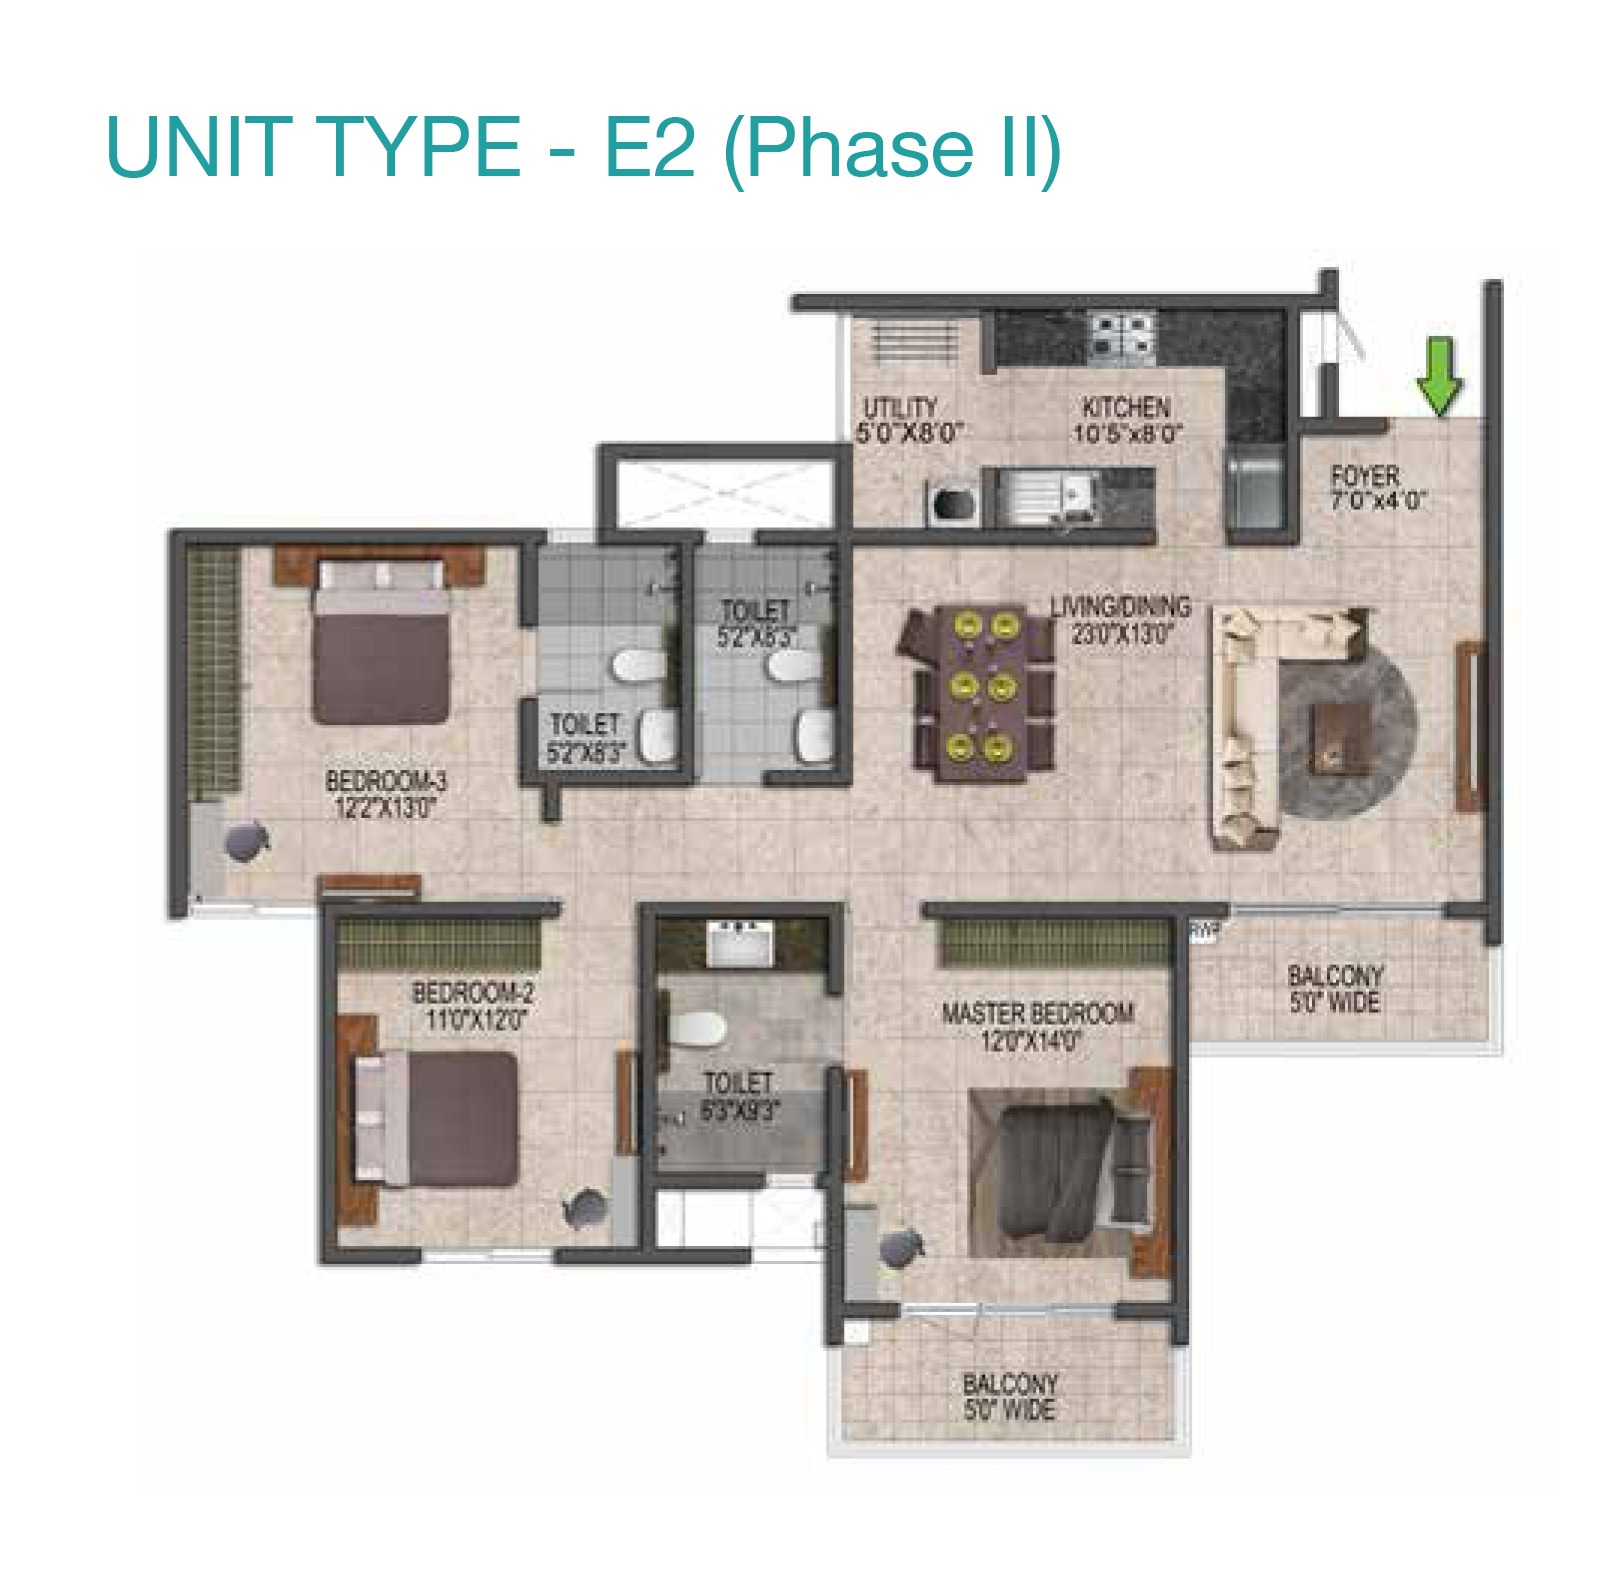 UNIT TYPE - E2 (Phase II)
UTILITY
5'0"X8'0"
KITCHEN
10'5"x8'0"
FOYER
7'0"x4'0"
TOILET
5'2"X8'3"
LIVING/DINING
23'0"X13'0"
TOILET
5'2"X8'3"
BEDROOM-3
12'2"X13'0"
RWP
BALCONY
5'0" WIDE
BEDROOM-2
11'0"X12'0"
MASTER BEDROOM
12'0"X14'0"
TOILET
6'3"X9'3"
BALCONY
5'0" WIDE